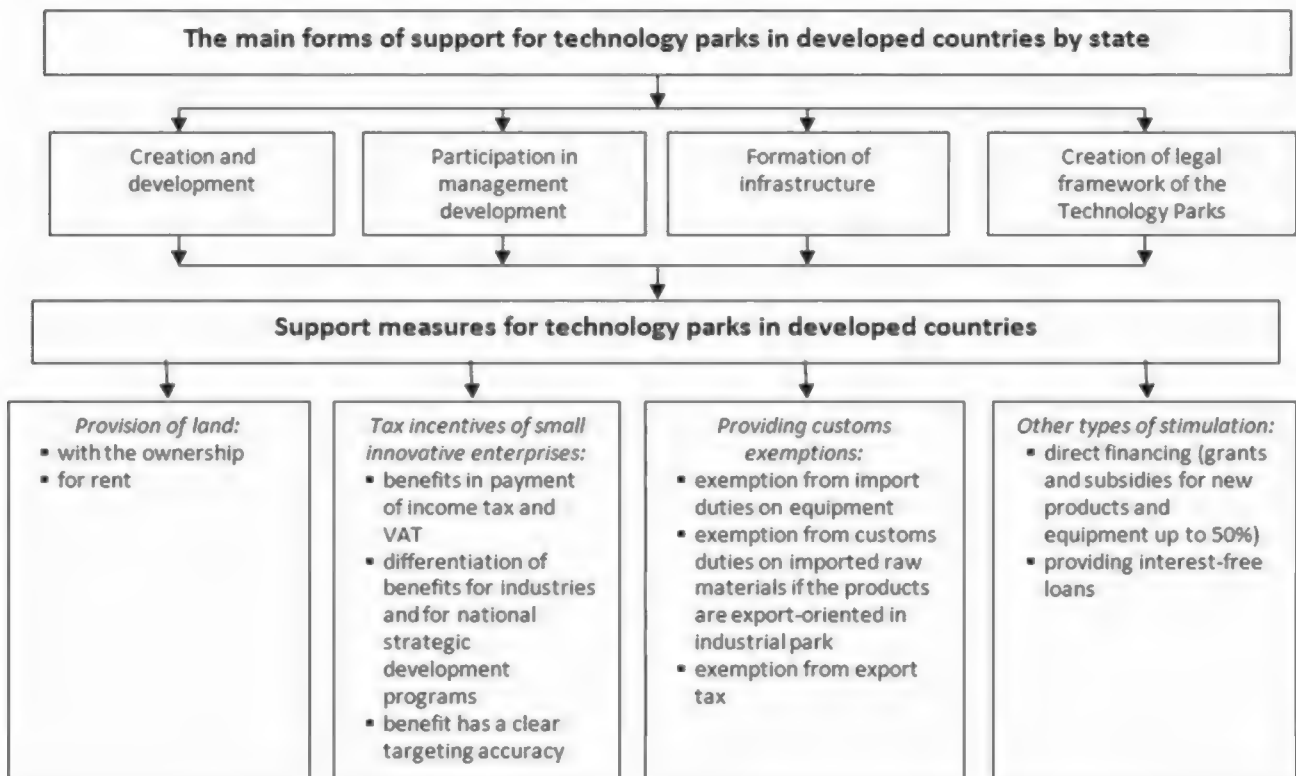 The main forms of support for technology parks in developed countries by state
Creation and
development
Participation in
management
development
Formation of
infrastructure
Creation of legal
framework of the
Technology Parks
Support measures for technology parks in developed countries
Provision of land:
▪ with the ownership
▪ for rent
Tax incentives of small
innovative enterprises:
▪ benefits in payment
of income tax and
VAT
▪ differentiation of
benefits for industries
and for national
strategic
development
programs
▪ benefit has a clear
targeting accuracy
Providing customs
exemptions:
▪ exemption from import
duties on equipment
▪ exemption from customs
duties on imported raw
materials if the products
are export-oriented in
industrial park
▪ exemption from export
tax
Other types of stimulation:
▪ direct financing (grants
and subsidies for new
products and
equipment up to 50%)
▪ providing interest-free
loans